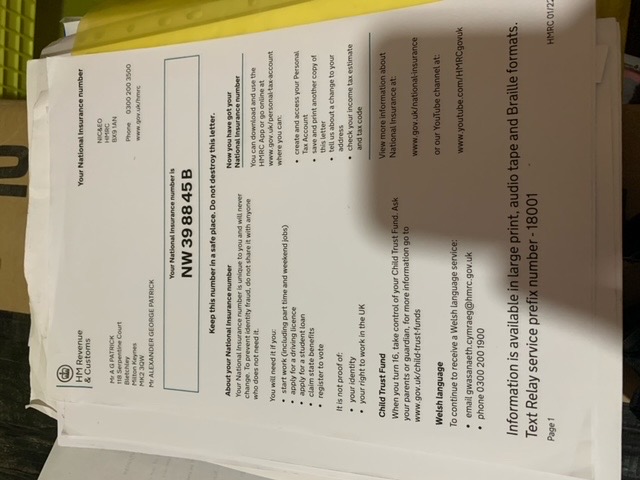 10
HM Revenue
& Customs
Your National Insurance number
Mr A G PATRICK
118 Serpentine Court
Bletchley
Milton Keynes
MK2 3QW
Mr ALEXANDER GEORGE PATRICK
NIC&EO
HMRC
BX9 1AN
Phone 0300 200 3500
www.gov.uk/hmrc
Your National Insurance number is
NW 39 88 45 B
Keep this number in a safe place. Do not destroy this letter.
About your National Insurance number
Your National Insurance number is unique to you and will never
change. To prevent identity fraud, do not share it with anyone
who does not need it.
You will need it if you:
• start work (including part time and weekend jobs)
• apply for a driving licence
• apply for a student loan
• claim state benefits
• register to vote
It is not proof of:
• your identity
• your right to work in the UK
Child Trust Fund
When you turn 16, take control of your Child Trust Fund. Ask
your parents or guardian, for more information go to
www.gov.uk/child-trust-funds
Welsh language
To continue to receive a Welsh language service:
• email gwasanaeth.cymraeg@hmrc.gov.uk
• phone 0300 200 1900
Now you have got your
National Insurance number
You can download and use the
HMRC App or go online at
www.gov.uk/personal-tax-account
where you can:
• create and access your Personal
Tax Account
• save and print another copy of
this letter
• tell us about a change to your
address
• check your income tax estimate
and tax code
View more information about
National Insurance at:
www.gov.uk/national-insurance
or our YouTube channel at:
www.youtube.com/HMRCgovuk
Information is available in large print, audio tape and Braille formats.
Text Relay service prefix number - 18001
Page 1
HMRC 01/22